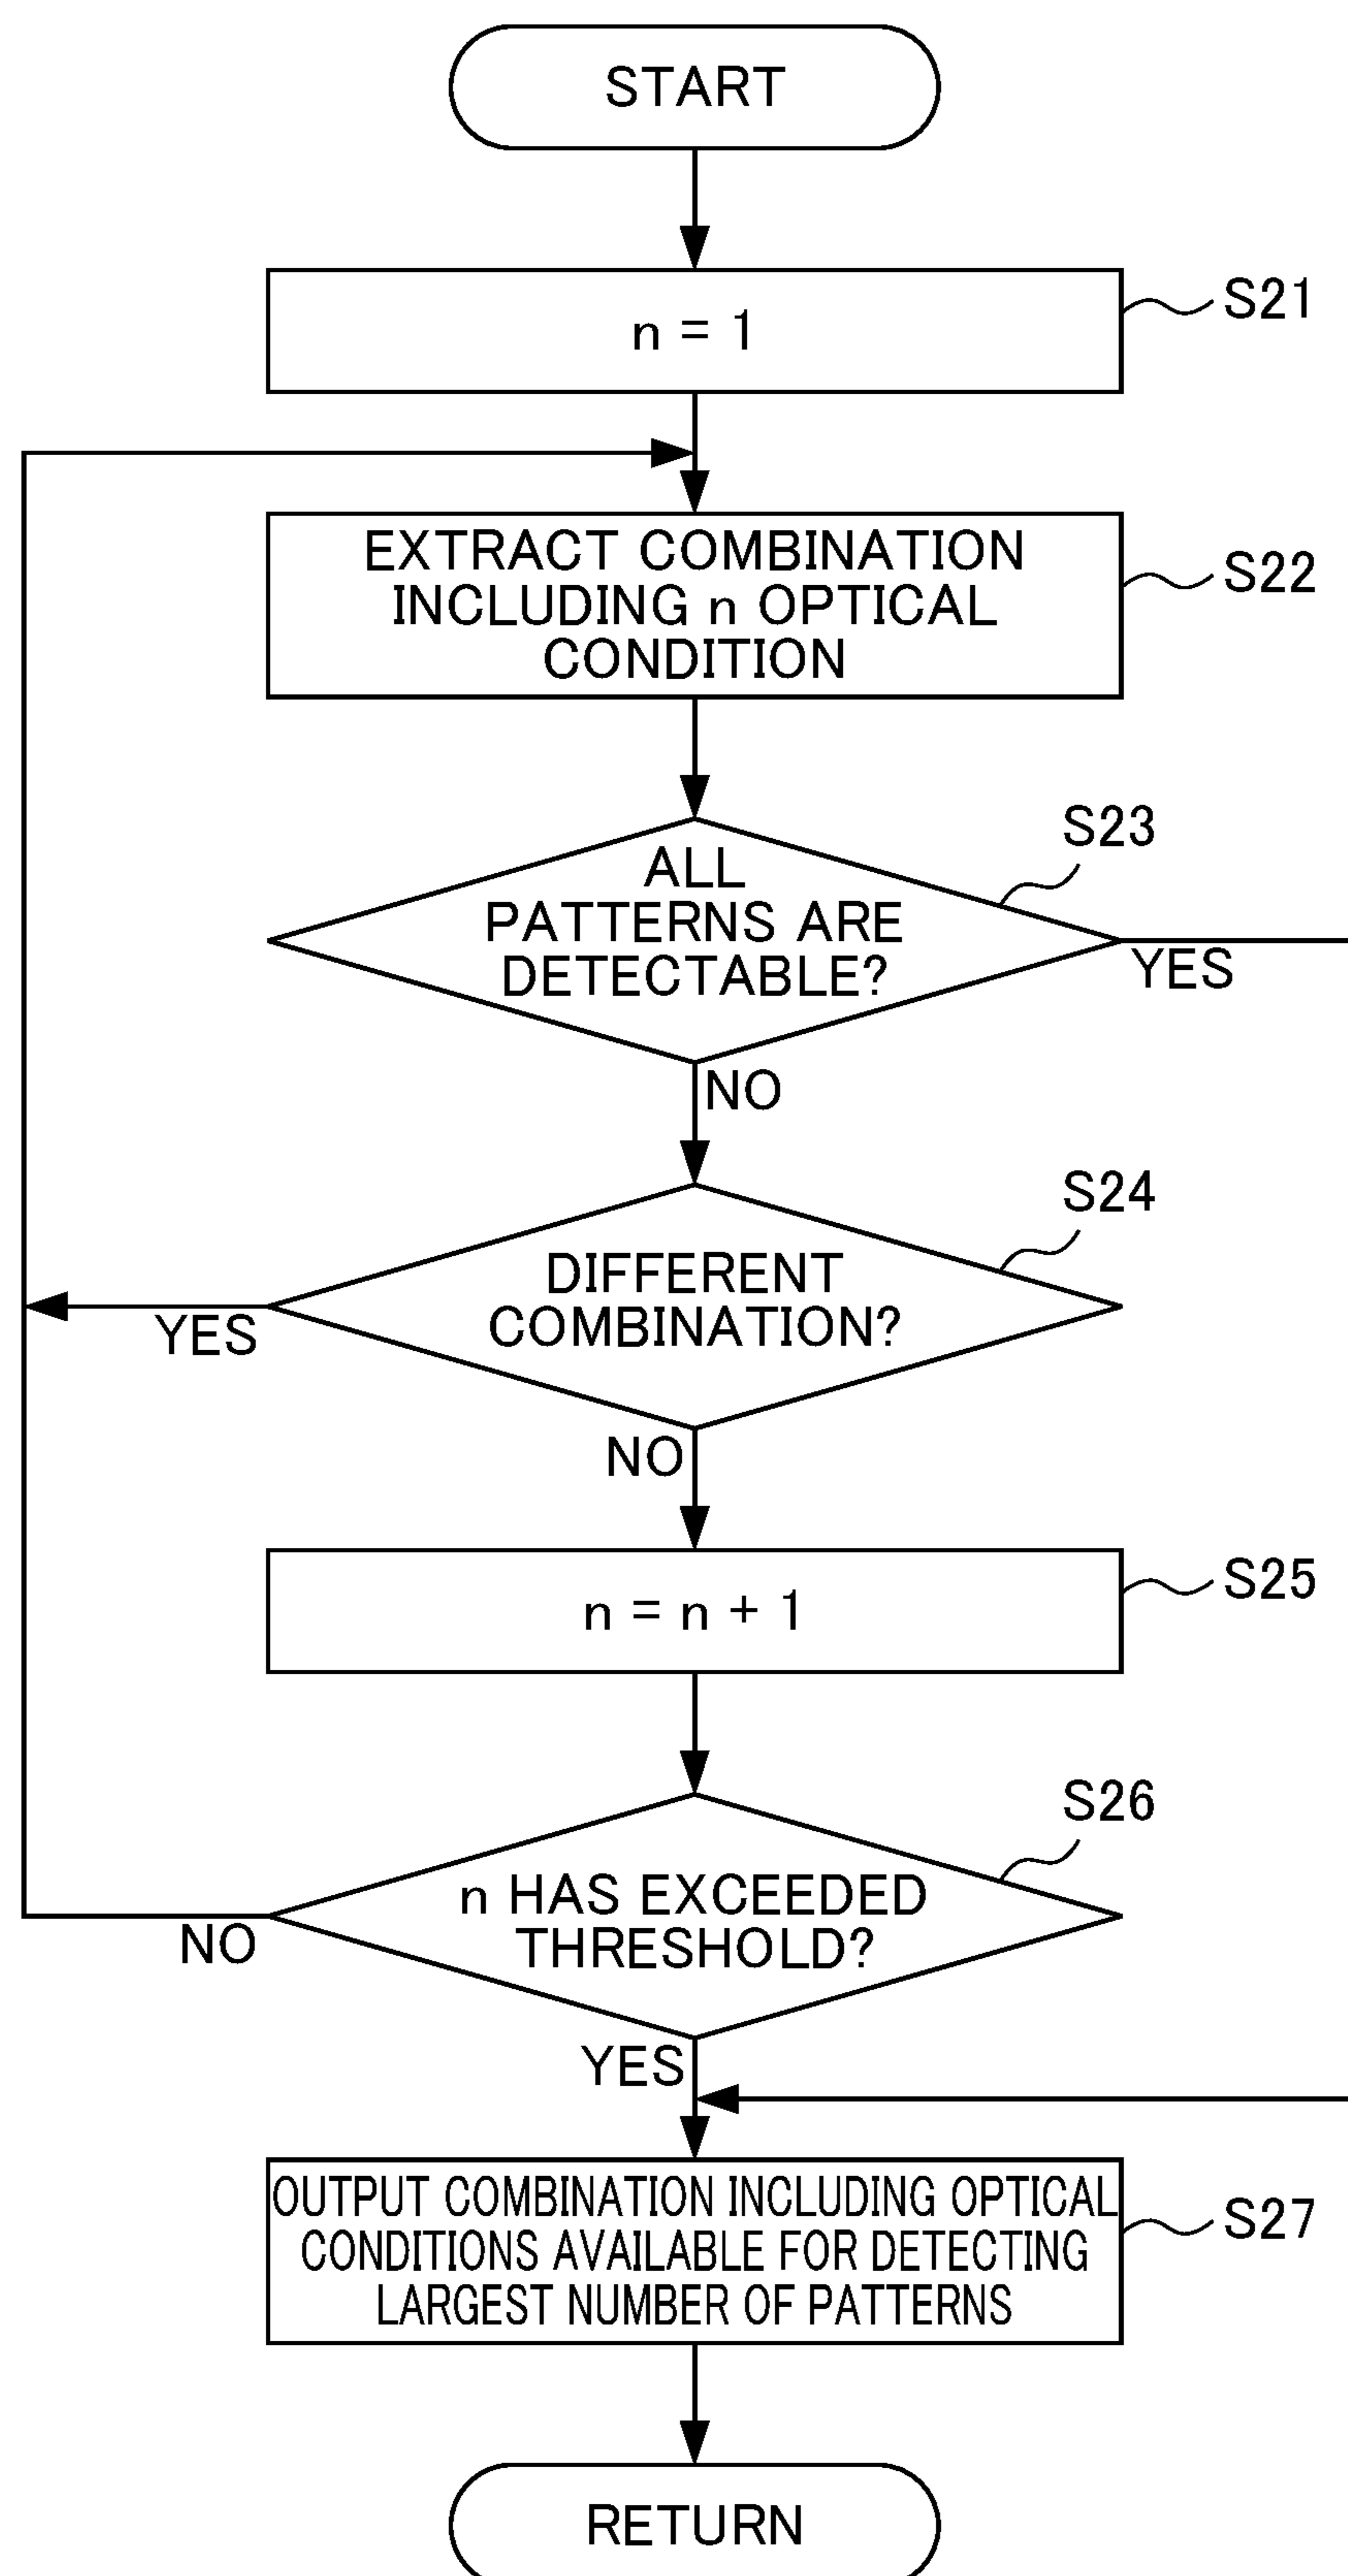 START
n = 1
S21
EXTRACT COMBINATION
INCLUDING n OPTICAL
CONDITION
S22
S23
ALL
PATTERNS ARE
DETECTABLE?
YES
NO
S24
DIFFERENT
COMBINATION?
YES
NO
n = n + 1
S25
S26
n HAS EXCEEDED
THRESHOLD?
NO
YES
OUTPUT COMBINATION INCLUDING OPTICAL
CONDITIONS AVAILABLE FOR DETECTING
LARGEST NUMBER OF PATTERNS
S27
RETURN